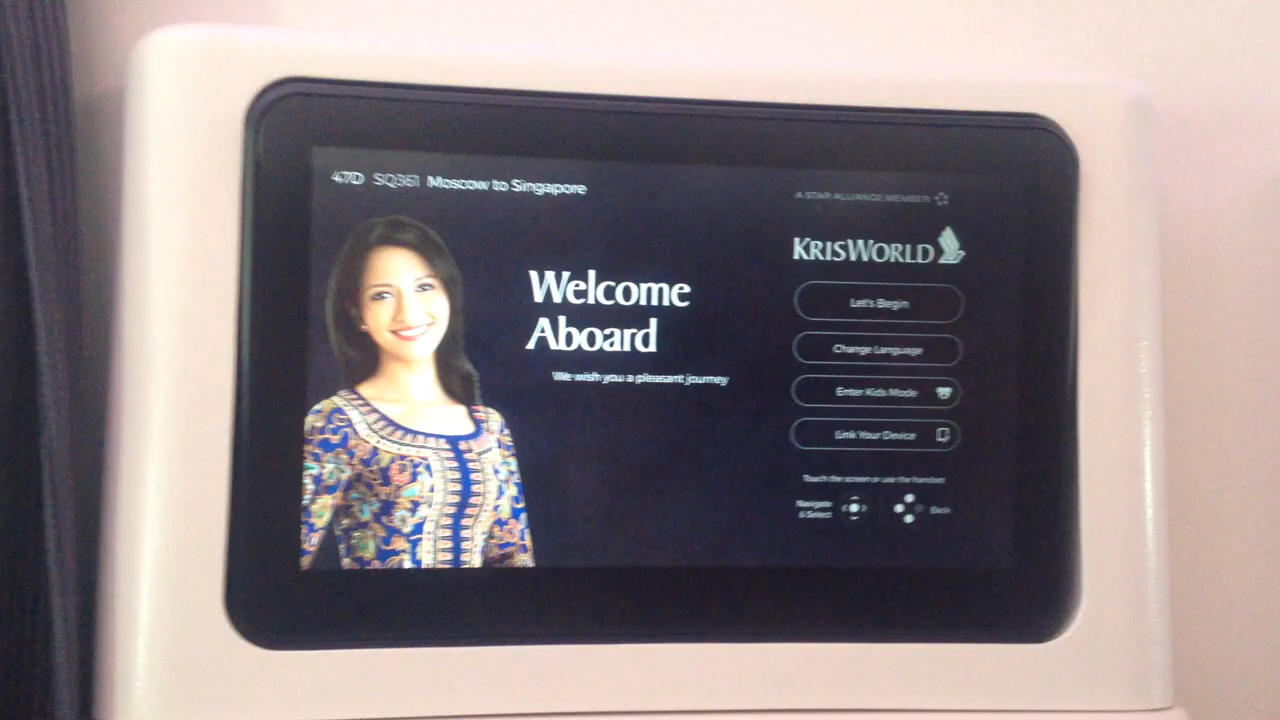 47D SQ361 Moscow to Singapore
A STAR ALLIANCE MEMBER
KRISWORLD
Welcome
Aboard
We wish you a pleasant journey
Let's Begin
Change Language
Enter Kids Mode
Link Your Device
Touch the screen or use the handset
Navigate
& Select
Back